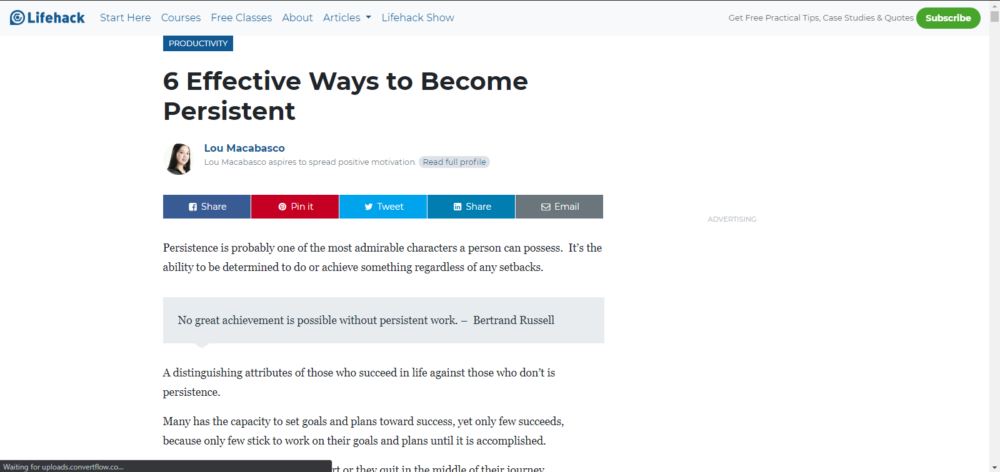 Lifehack Start Here Courses Free Classes About Articles Lifehack Show Get Free Practical Tips, Case Studies & Quotes Subscribe
PRODUCTIVITY
6 Effective Ways to Become
Persistent
Lou Macabasco
Lou Macabasco aspires to spread positive motivation. Read full profile
Share Pin it Tweet Share Email
ADVERTISING
Persistence is probably one of the most admirable characters a person can possess. It’s the
ability to be determined to do or achieve something regardless of any setbacks.
No great achievement is possible without persistent work. – Bertrand Russell
A distinguishing attributes of those who succeed in life against those who don’t is
persistence.
Many has the capacity to set goals and plans toward success, yet only few succeeds,
because only few stick to work on their goals and plans until it is accomplished.
or they quit in the middle of their journey
Waiting for uploads.convertflow.co...